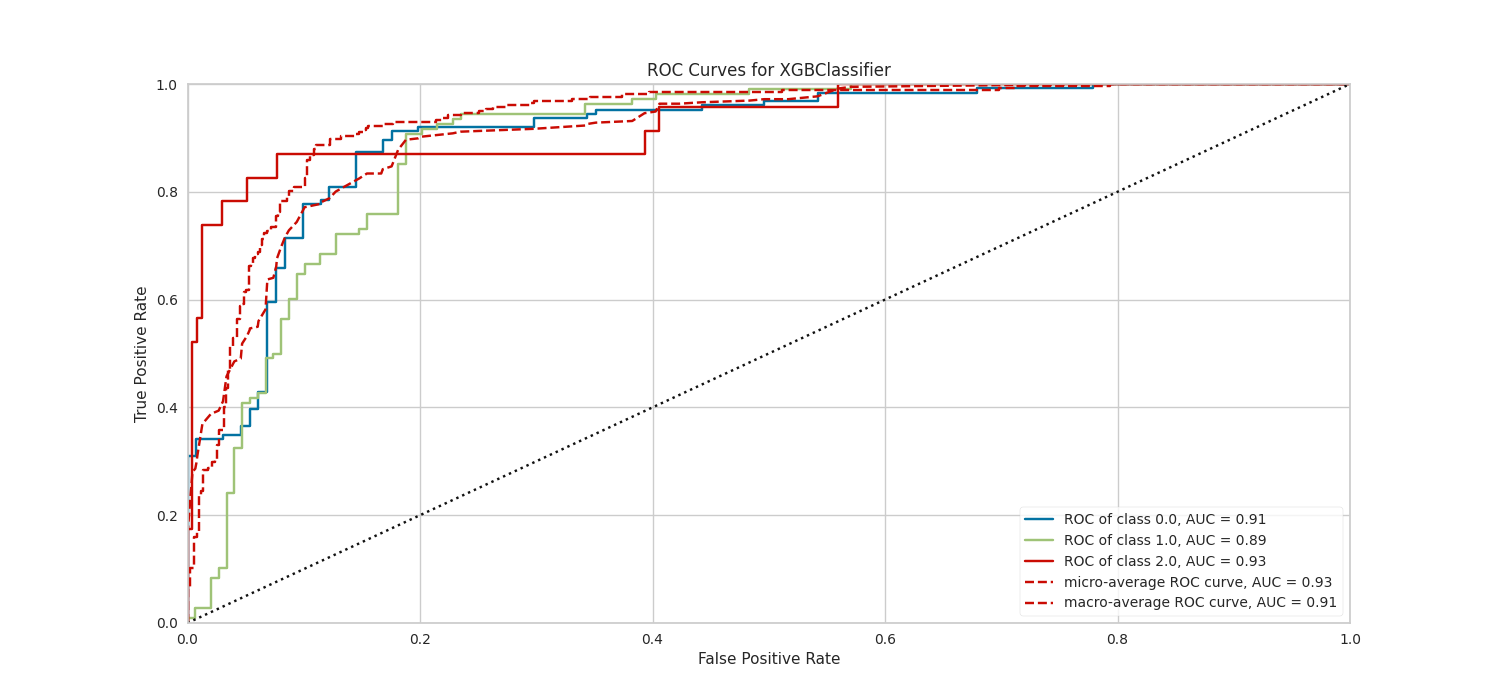 ROC Curves for XGBClassifier
1.0
0.8
0.6
0.4
0.2
0.0
True Positive Rate
0.0 0.2 0.4 0.6 0.8 1.0
False Positive Rate
ROC of class 0.0, AUC = 0.91
ROC of class 1.0, AUC = 0.89
ROC of class 2.0, AUC = 0.93
micro-average ROC curve, AUC = 0.93
macro-average ROC curve, AUC = 0.91